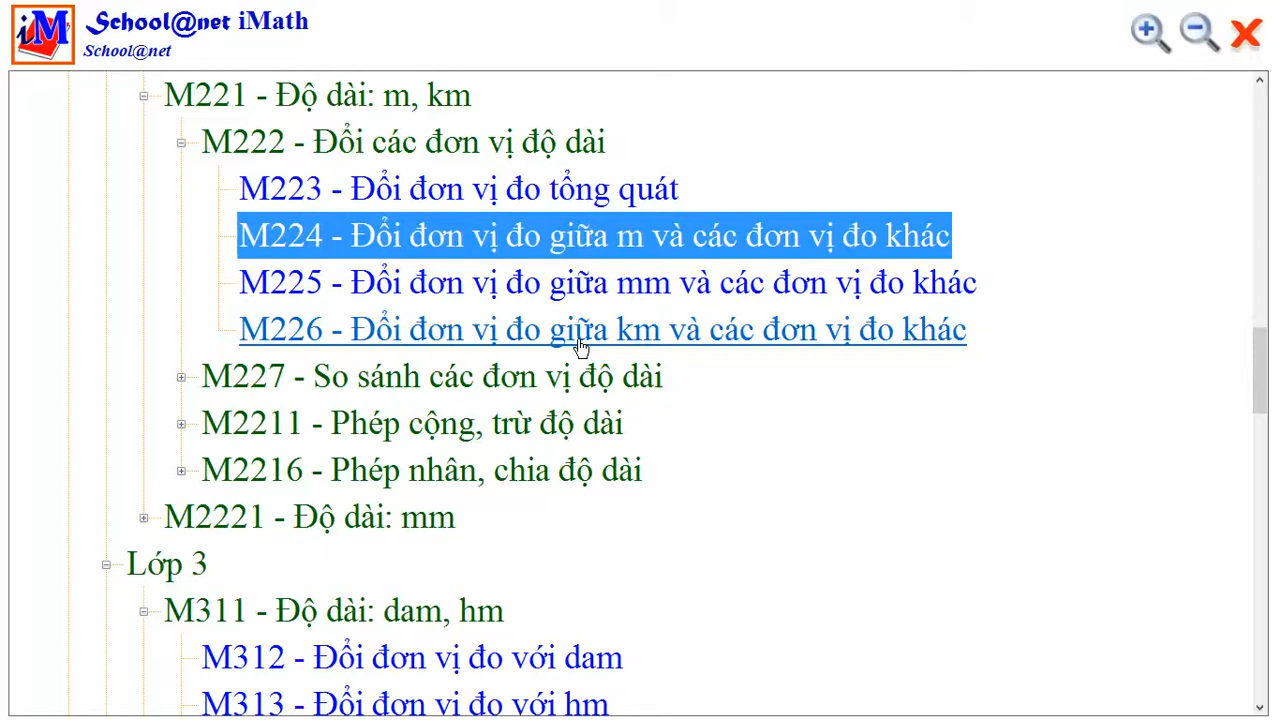 iM
School@net iMath
School@net
M221 - Độ dài: m, km
M222 - Đổi các đơn vị độ dài
M223 - Đổi đơn vị đo tổng quát
M224 - Đổi đơn vị đo giữa m và các đơn vị đo khác
M225 - Đổi đơn vị đo giữa mm và các đơn vị đo khác
M226 - Đổi đơn vị đo giữa km và các đơn vị đo khác
M227 - So sánh các đơn vị độ dài
M2211 - Phép cộng, trừ độ dài
M2216 - Phép nhân, chia độ dài
M2221 - Độ dài: mm
Lớp 3
M311 - Độ dài: dam, hm
M312 - Đổi đơn vị đo với dam
M313 - Đổi đơn vị đo với hm